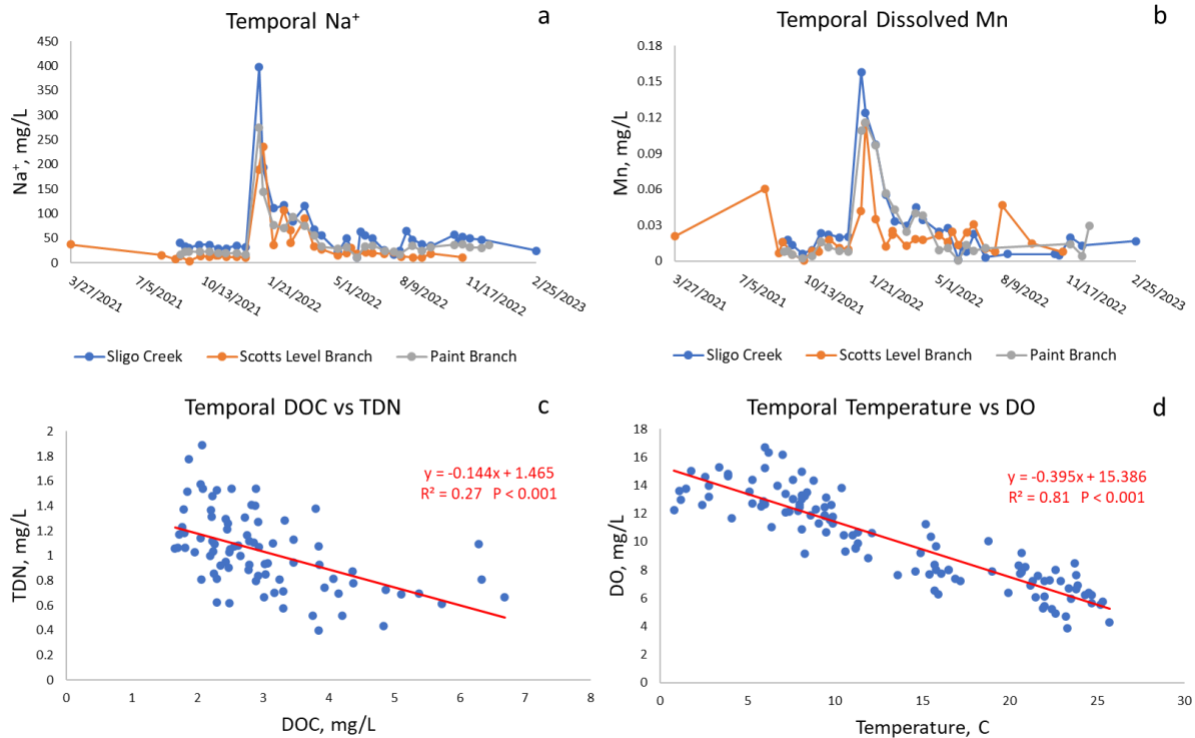 Temporal Na⁺
a
450
400
350
300
250
200
150
100
50
0
Na⁺, mg/L
3/27/2021
7/5/2021
10/13/2021
1/21/2022
5/1/2022
8/9/2022
11/17/2022
2/25/2023
Sligo Creek
Scotts Level Branch
Paint Branch
Temporal Dissolved Mn
b
0.18
0.15
0.12
0.09
0.06
0.03
0
Mn, mg/L
3/27/2021
7/5/2021
10/13/2021
1/21/2022
5/1/2022
8/9/2022
11/17/2022
2/25/2023
Sligo Creek
Scotts Level Branch
Paint Branch
Temporal DOC vs TDN
c
2
1.8
1.6
1.4
1.2
1
0.8
0.6
0.4
0.2
0
TDN, mg/L
y = -0.144x + 1.465
R² = 0.27 P < 0.001
0 1 2 3 4 5 6 7 8
DOC, mg/L
Temporal Temperature vs DO
d
18
16
14
12
10
8
6
4
2
0
DO, mg/L
y = -0.395x + 15.386
R² = 0.81 P < 0.001
0 5 10 15 20 25 30
Temperature, C